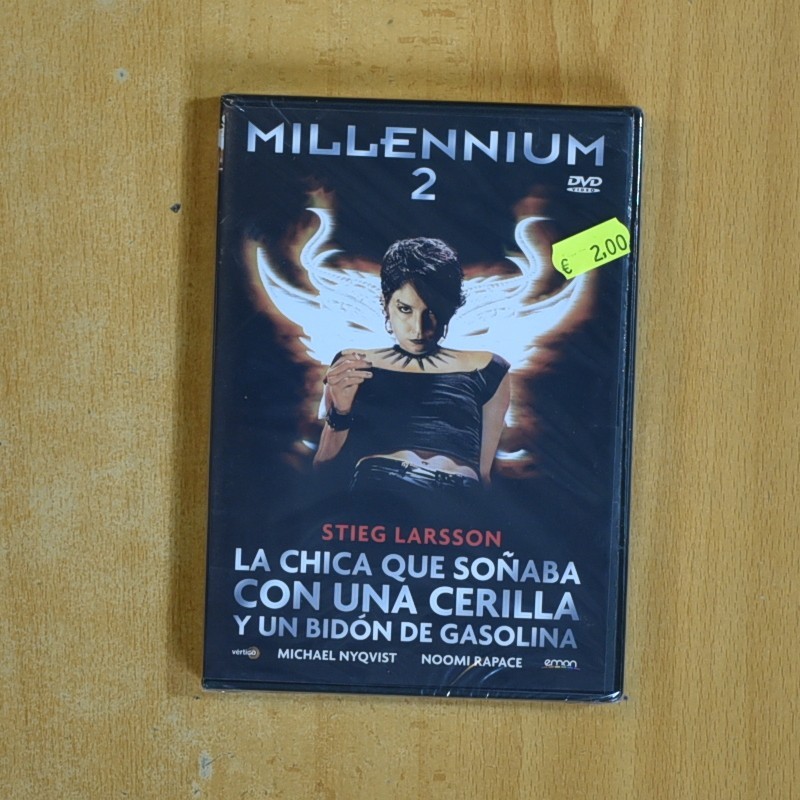 MILLENNIUM
2
DVD
VIDEO
€ 2,00
STIEG LARSSON
LA CHICA QUE SOÑABA
CON UNA CERILLA
Y UN BIDÓN DE GASOLINA
vértigo MICHAEL NYQVIST NOOMI RAPACE emon